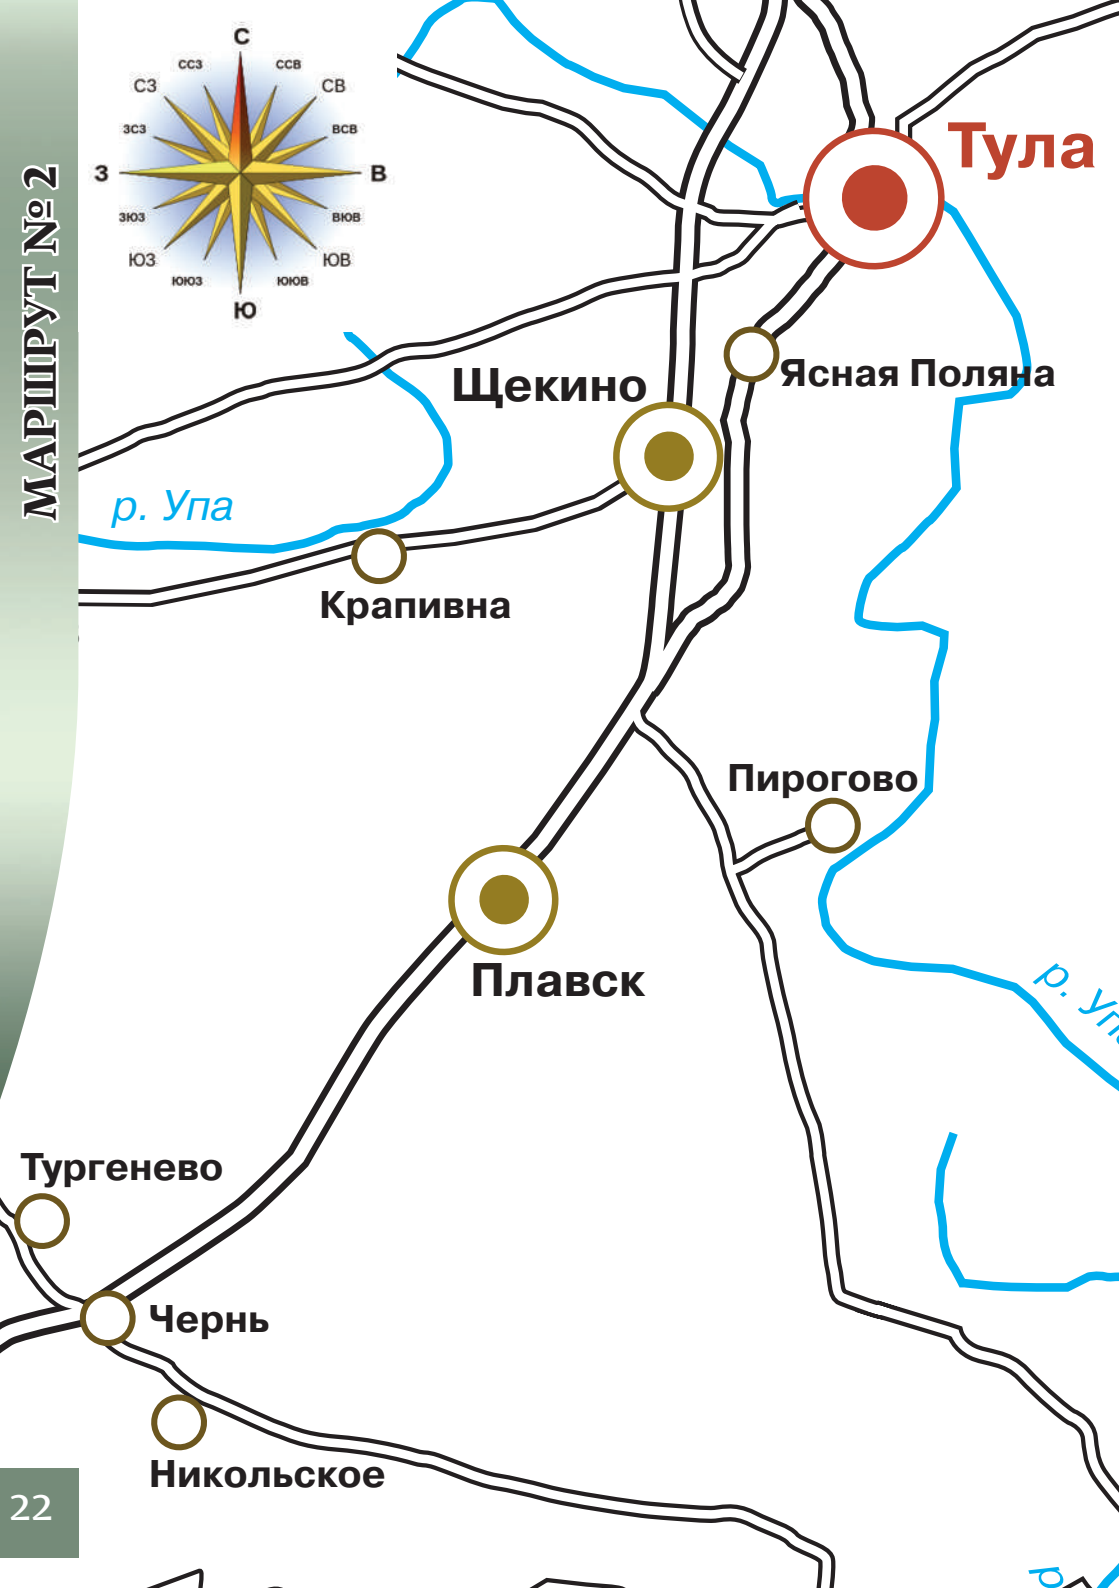 МАРШРУТ № 2
С
ССЗ
ССВ
СЗ
СВ
ЗСЗ
ВСВ
З
В
ЗЮЗ
ВЮВ
ЮЗ
ЮВ
ЮЮЗ
ЮЮВ
Ю
Тула
Ясная Поляна
Щекино
р. Упа
Крапивна
Пирогово
Плавск
р. Упа
Тургенево
Чернь
Никольское
22
р